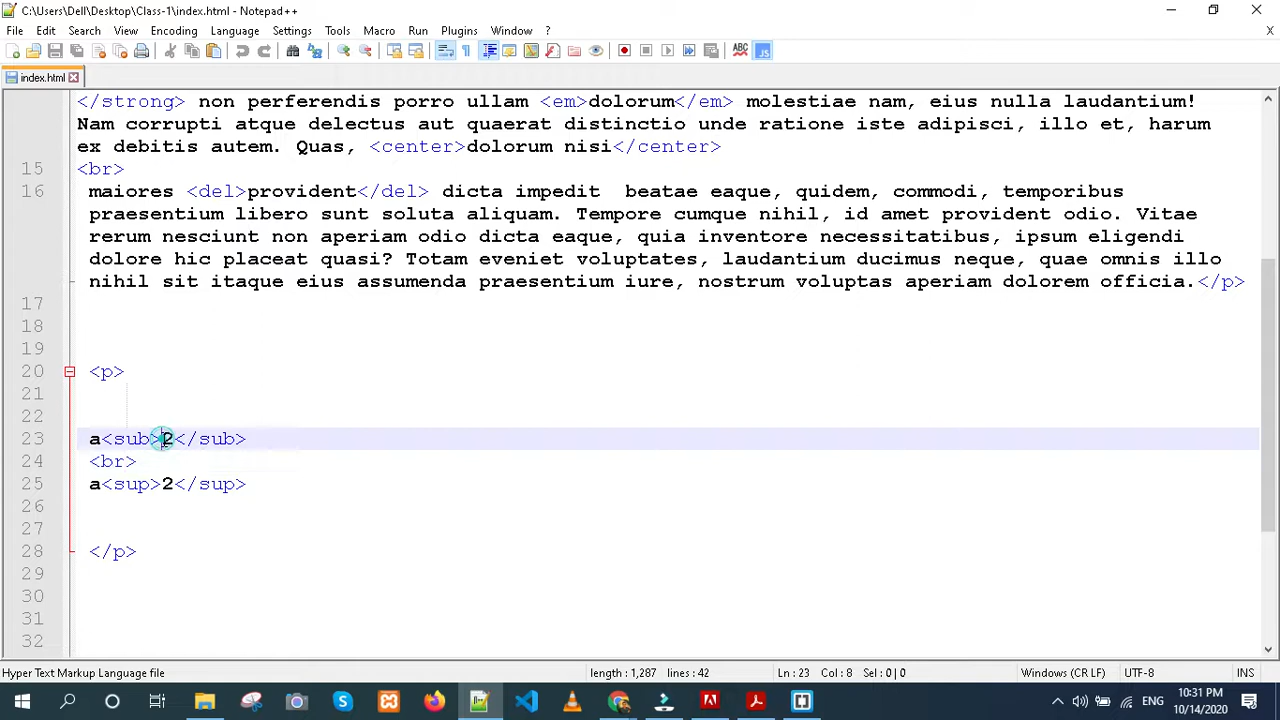 C:\Users\Dell\Desktop\Class-1\index.html - Notepad++
File Edit Search View Encoding Language Settings Tools Macro Run Plugins Window ? X
ABC JS
index.html
</strong> non perferendis porro ullam <em>dolorum</em> molestiae nam, eius nulla laudantium!
Nam corrupti atque delectus aut quaerat distinctio unde ratione iste adipisci, illo et, harum
ex debitis autem. Quas, <center>dolorum nisi</center>
15 <br>
16 maiores <del>provident</del> dicta impedit  beatae eaque, quidem, commodi, temporibus
praesentium libero sunt soluta aliquam. Tempore cumque nihil, id amet provident odio. Vitae
rerum nesciunt non aperiam odio dicta eaque, quia inventore necessitatibus, ipsum eligendi
dolore hic placeat quasi? Totam eveniet voluptates, laudantium ducimus neque, quae omnis illo
nihil sit itaque eius assumenda praesentium iure, nostrum voluptas aperiam dolorem officia.</p>
17
18
19
20 <p>
21
22
23 a<sub>2</sub>
24 <br>
25 a<sup>2</sup>
26
27
28 </p>
29
30
31
32
Hyper Text Markup Language file length : 1,287 lines : 42 Ln : 23 Col : 8 Sel : 0 | 0 Windows (CR LF) UTF-8 INS
ENG 10:31 PM
10/14/2020